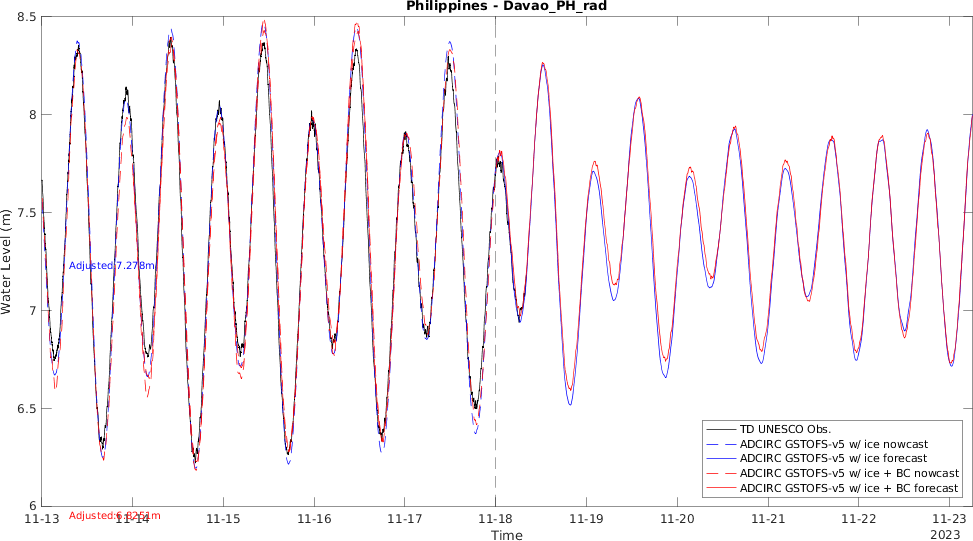 Philippines - Davao_PH_rad
8.5
8
7.5
7
6.5
6
Water Level (m)
Adjusted:7.278m
Adjusted:6.8251m
TD UNESCO Obs.
ADCIRC GSTOFS-v5 w/ ice nowcast
ADCIRC GSTOFS-v5 w/ ice forecast
ADCIRC GSTOFS-v5 w/ ice + BC nowcast
ADCIRC GSTOFS-v5 w/ ice + BC forecast
11-13 11-14 11-15 11-16 11-17 11-18 11-19 11-20 11-21 11-22 11-23
Time
2023